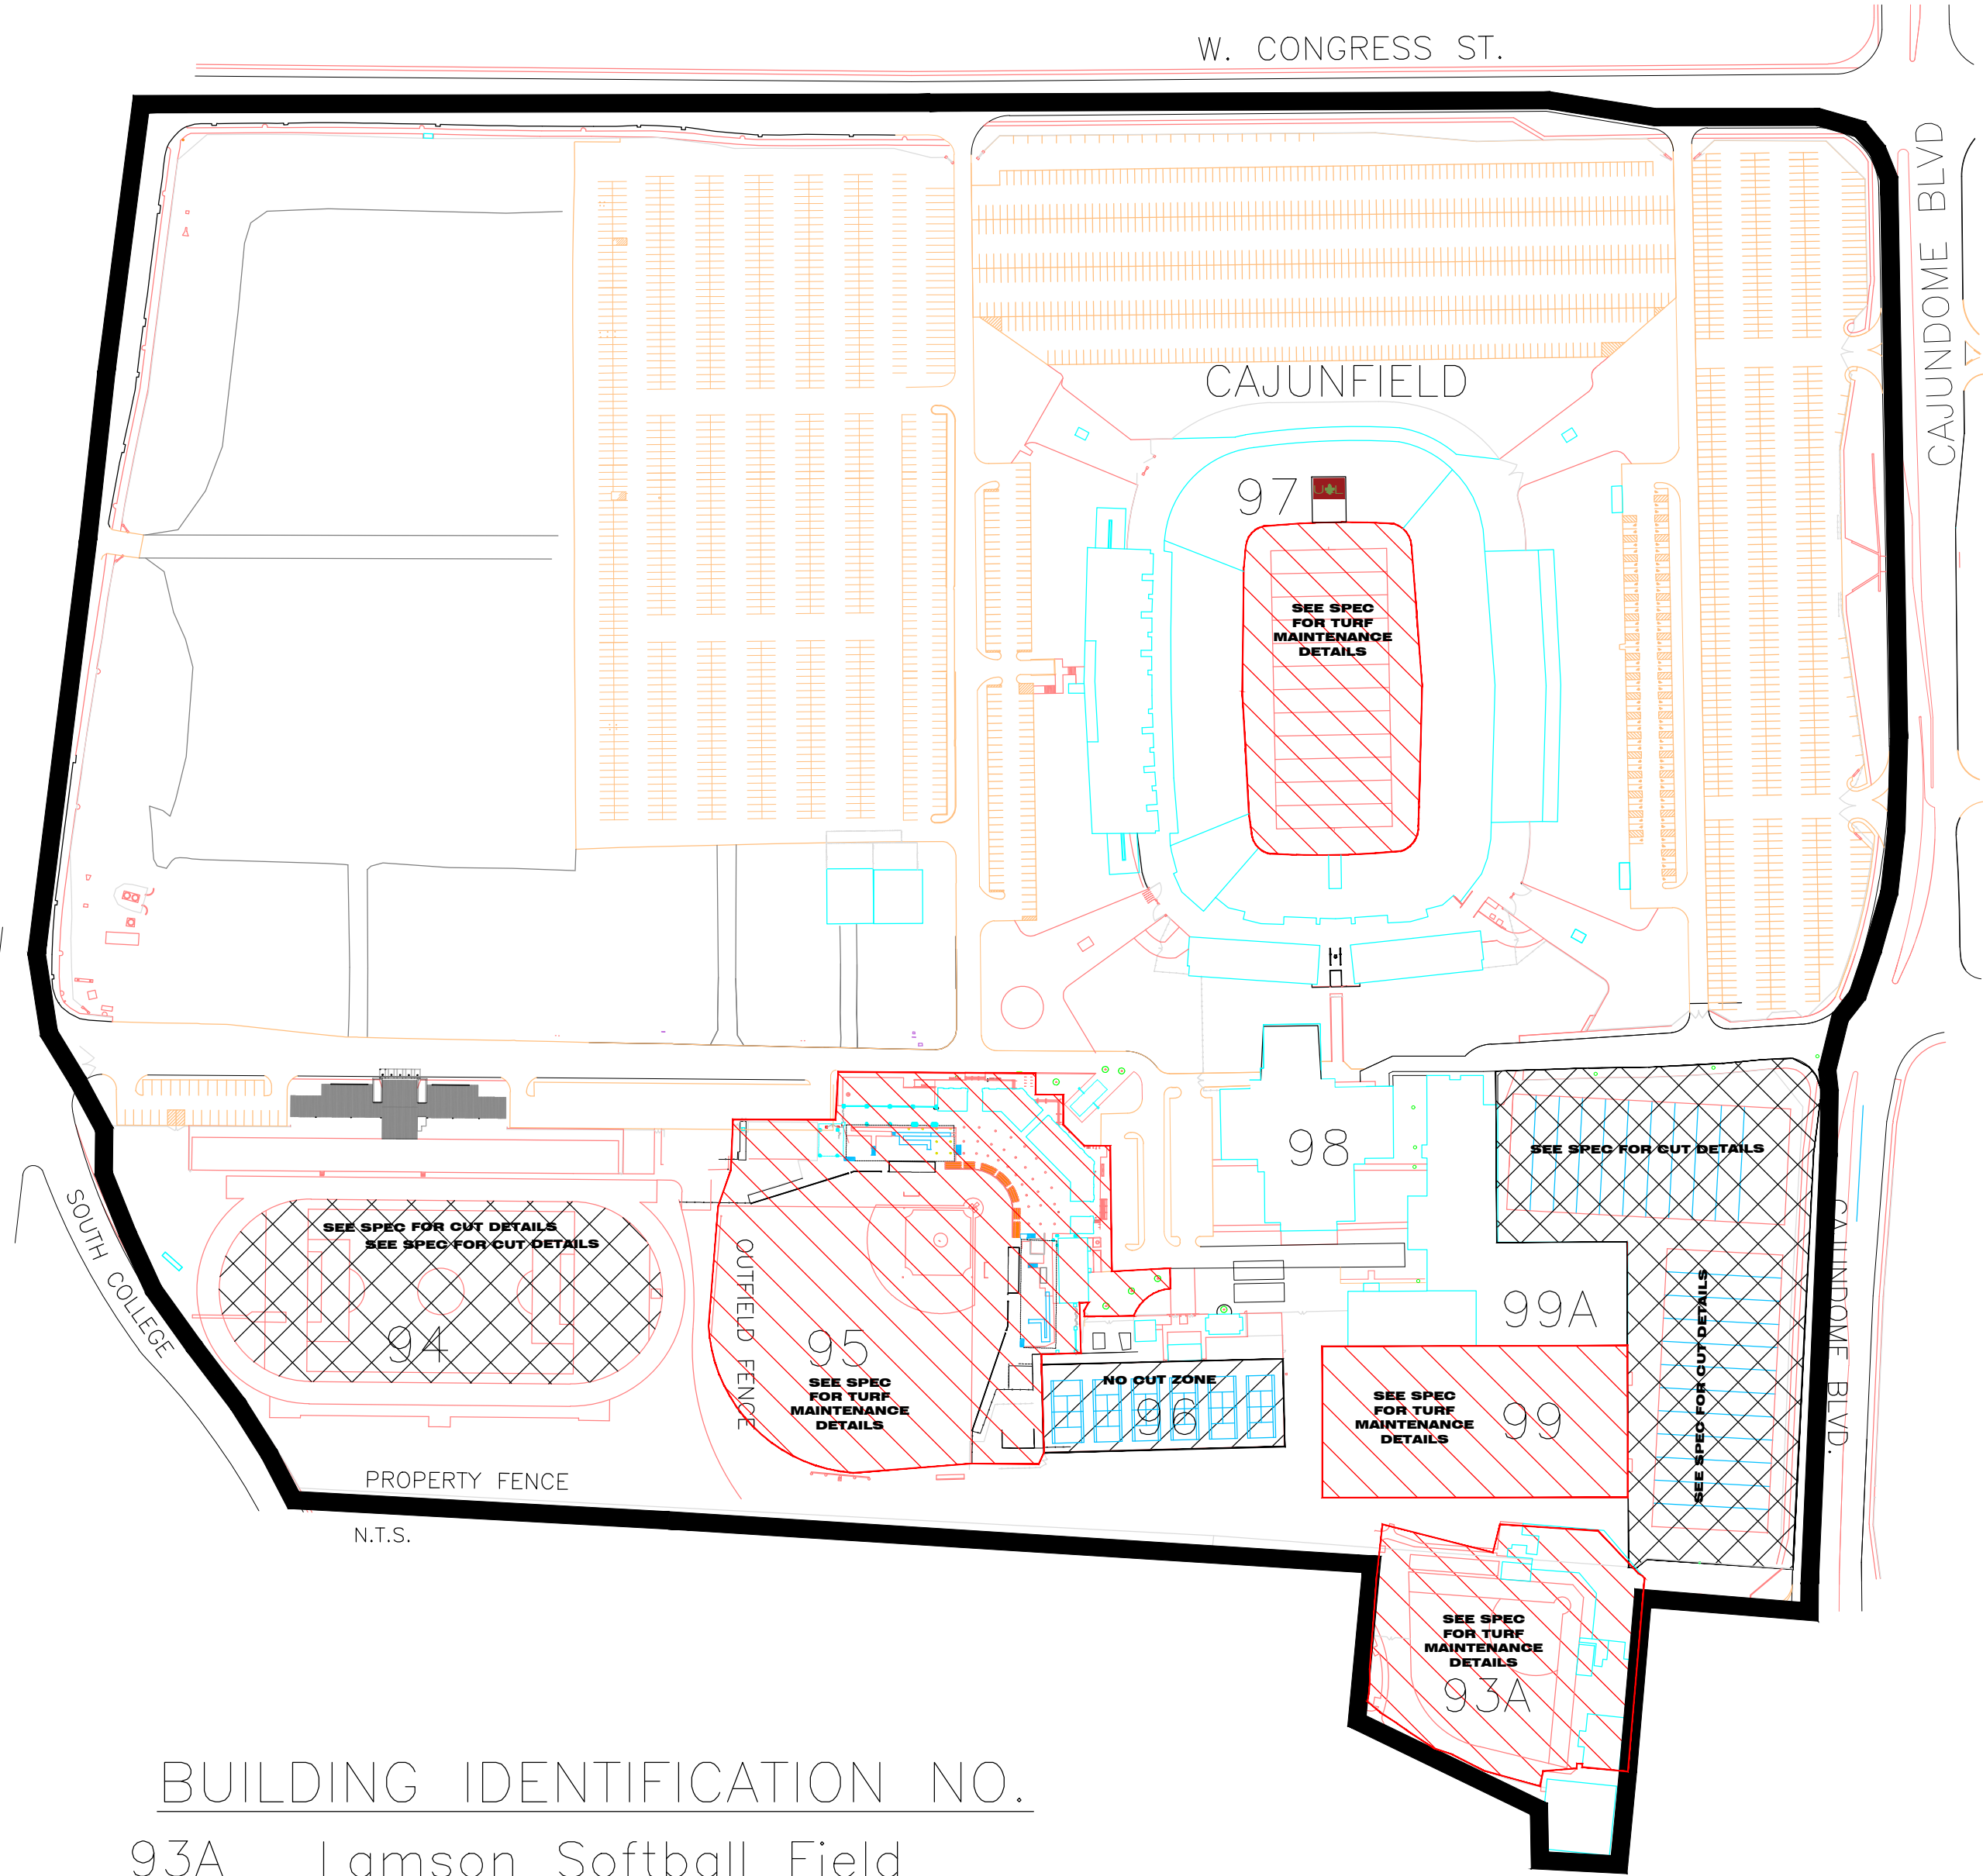 W. CONGRESS ST.
CAJUNDOME BLVD
CAJUNFIELD
97
SEE SPEC
FOR TURF
MAINTENANCE
DETAILS
98
SEE SPEC FOR CUT DETAILS
SOUTH COLLEGE
SEE SPEC FOR CUT DETAILS
SEE SPEC FOR CUT DETAILS
94
OUTFIELD FENCE
95
SEE SPEC
FOR TURF
MAINTENANCE
DETAILS
NO CUT ZONE
96
99A
SEE SPEC
FOR TURF
MAINTENANCE
DETAILS
99
SEE SPEC FOR CUT DETAILS
CAJUNDOME BLVD.
PROPERTY FENCE
N.T.S.
SEE SPEC
FOR TURF
MAINTENANCE
DETAILS
93A
BUILDING IDENTIFICATION NO.
93A Lamson Softball Field